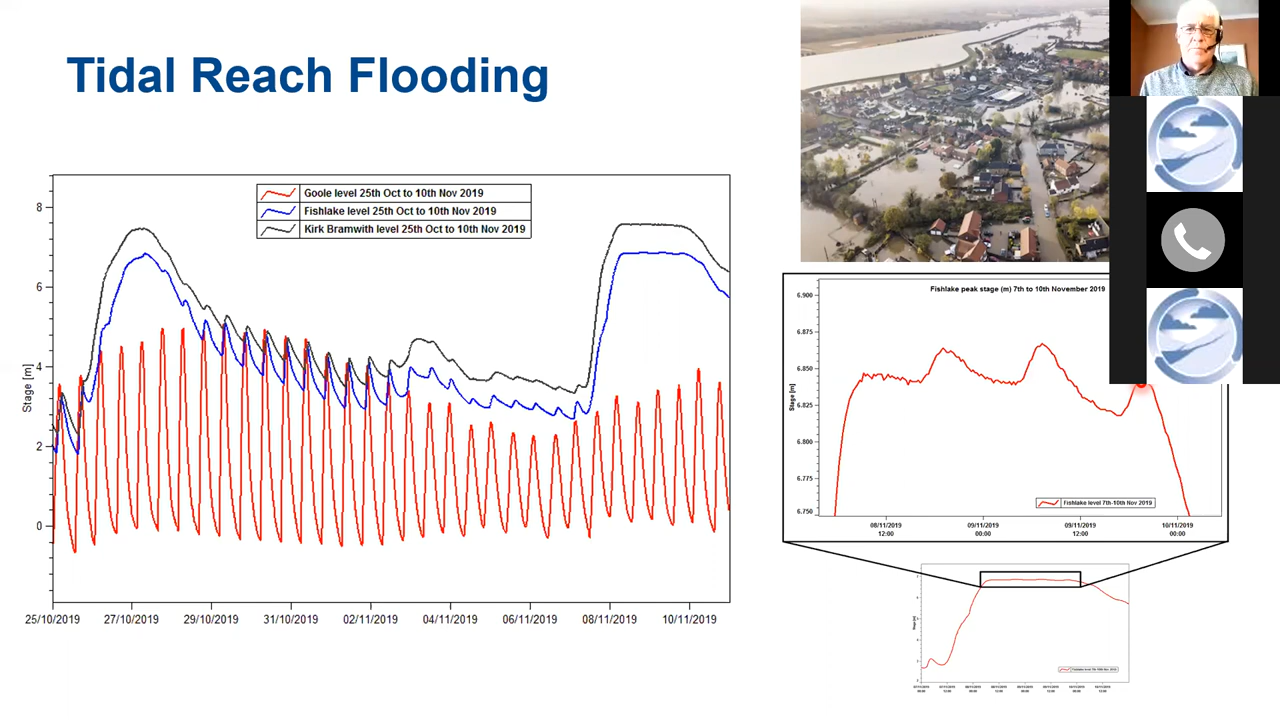 Tidal Reach Flooding
Goole level 25th Oct to 10th Nov 2019
Fishlake level 25th Oct to 10th Nov 2019
Kirk Bramwith level 25th Oct to 10th Nov 2019
Stage [m]
8
6
4
2
0
25/10/2019 27/10/2019 29/10/2019 31/10/2019 02/11/2019 04/11/2019 06/11/2019 08/11/2019 10/11/2019
Fishlake peak stage (m) 7th to 10th November 2019
Stage [m]
6.900
6.875
6.850
6.825
6.800
6.775
6.750
Fishlake level 7th-10th Nov 2019
08/11/2019 09/11/2019 09/11/2019 10/11/2019
12:00 00:00 12:00 00:00
Stage [m]